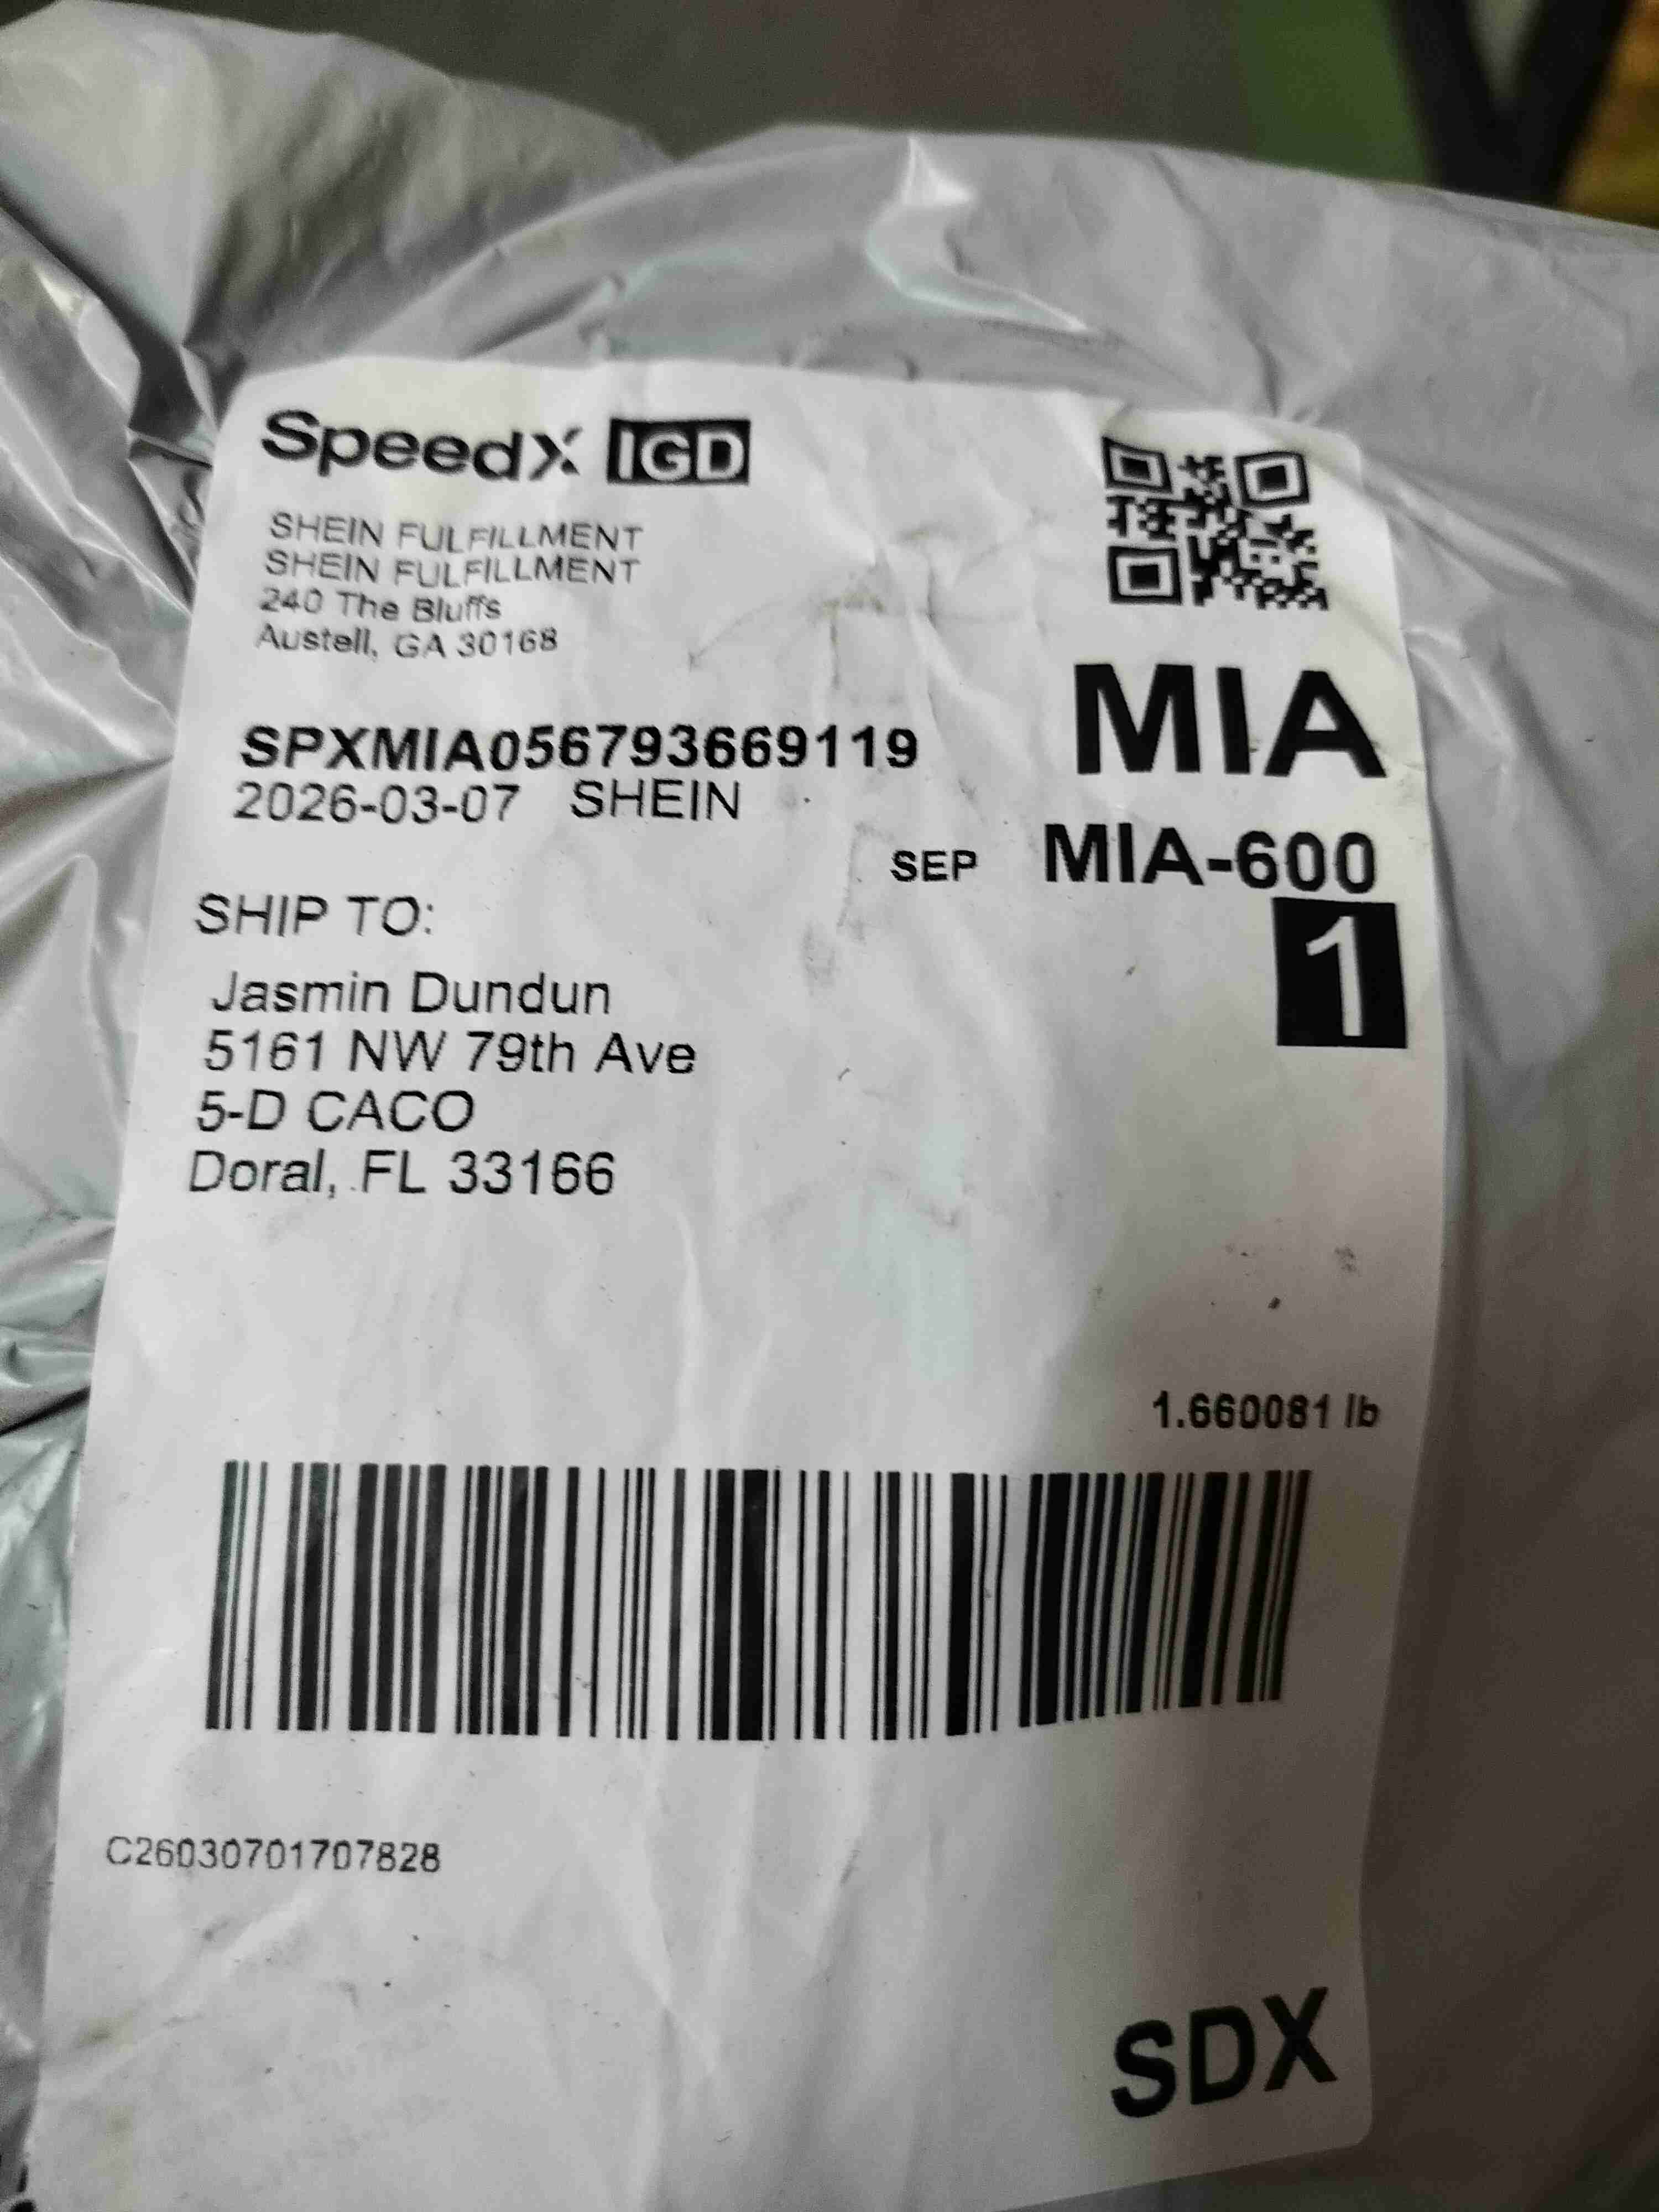 SpeedX IGD
SHEIN FULFILLMENT
SHEIN FULFILLMENT
240 The Bluffs
Austell, GA 30168
MIA
SPXMIA056793669119
2026-03-07 SHEIN
SEP MIA-600
1
SHIP TO:
Jasmin Dundun
5161 NW 79th Ave
5-D CACO
Doral, FL 33166
1.660081 lb
C26030701707828
SDX